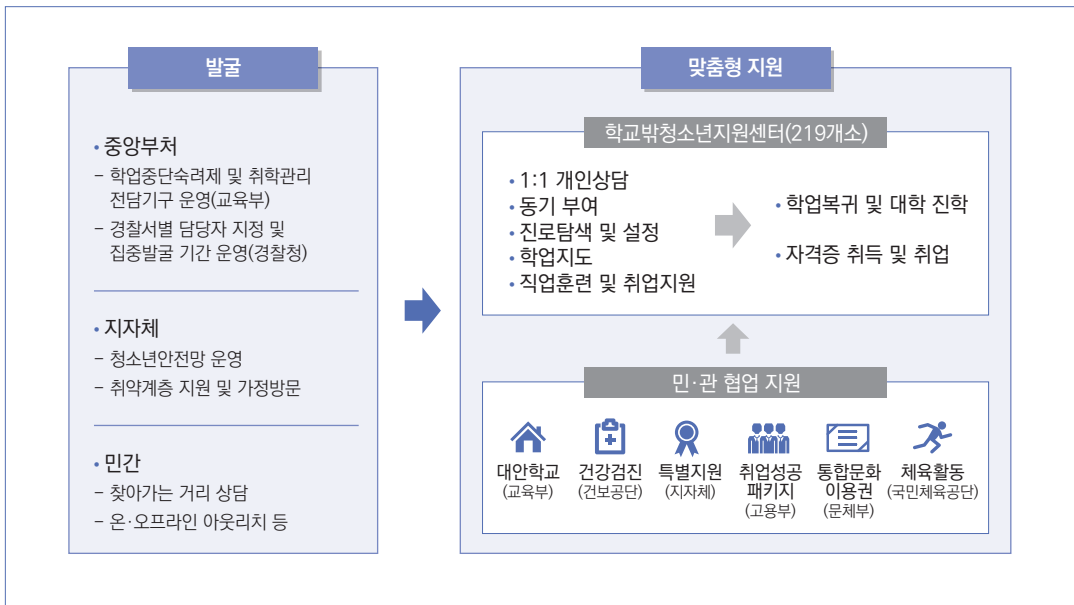 발굴
• 중앙부처
– 학업중단숙려제 및 취학관리
전담기구 운영(교육부)
– 경찰서별 담당자 지정 및
집중발굴 기간 운영(경찰청)
• 지자체
– 청소년안전망 운영
– 취약계층 지원 및 가정방문
• 민간
– 찾아가는 거리 상담
– 온·오프라인 아웃리치 등
맞춤형 지원
학교밖청소년지원센터(219개소)
• 1:1 개인상담
• 동기 부여
• 진로탐색 및 설정
• 학업지도
• 직업훈련 및 취업지원
• 학업복귀 및 대학 진학
• 자격증 취득 및 취업
민·관 협업 지원
대안학교
(교육부)
건강검진
(건보공단)
특별지원
(지자체)
취업성공
패키지
(고용부)
통합문화
이용권
(문체부)
체육활동
(국민체육공단)